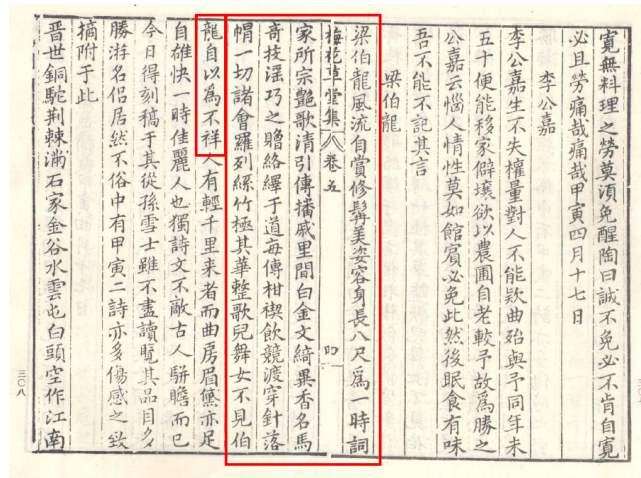 寬無料理之勞莫須免醒陶曰誠不免必不肯自寬
必且勞痛哉痛哉甲寅四月十七日
李公嘉
李公嘉生不失權量對人不能欵曲殆與予同年未
五十便能移家僻壤欲以農圃自老較予故爲勝之
公嘉云惱人情性莫如館賓必免此然後眠食有味
吾不能不記其言
梁伯龍
梁伯龍風流自賞修髯美姿容身長八尺爲一時詞
梅花草堂集 卷五
家所宗艶歌清引傳播戚里間白金文綺異香名馬
奇技滛巧之贈絡繹于道每傳柑禊飲競渡穿針落
帽一切諸會羅列絲竹極其華整歌兒舞女不見伯
龍自以為不祥人有輕千里来者而曲房眉黛亦足
自雄快一時佳麗人也獨詩文不敵古人駢贍而已
今日得刻稿于其從孫雪士雖不盡讀覽其品目多
勝游名侶居然不俗中有甲寅二詩亦多傷感之致
摘附于此
晋世銅駝荆棘滿石家金谷水雲屯白頭空作江南
三〇八